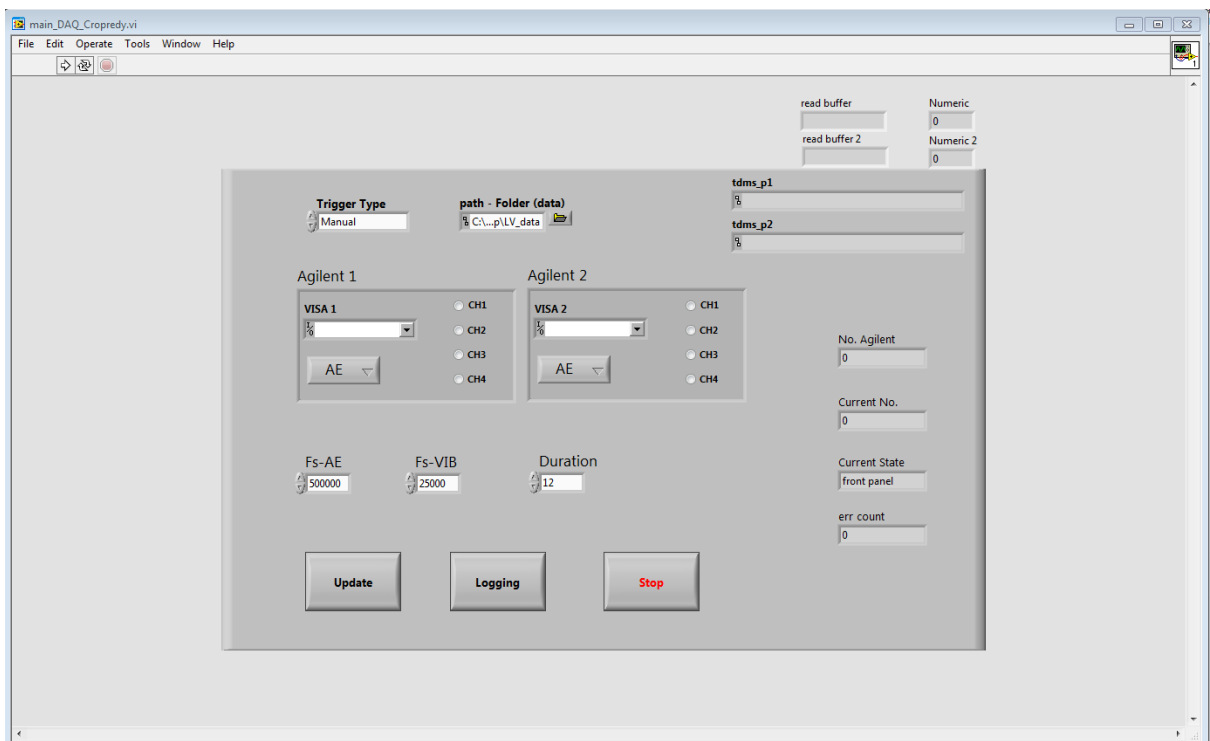 main_DAQ_Cropredy.vi
File Edit Operate Tools Window Help
1
read buffer Numeric
0
read buffer 2 Numeric 2
0
tdms_p1
Trigger Type path - Folder (data)
Manual C:\...p\LV_data
tdms_p2
Agilent 1 Agilent 2
VISA 1 CH1 VISA 2 CH1
CH2 CH2
CH3 CH3
AE AE
CH4 CH4
No. Agilent
0
Current No.
0
Fs-AE Fs-VIB Duration
500000 25000 12
Current State
front panel
err count
0
Update Logging Stop